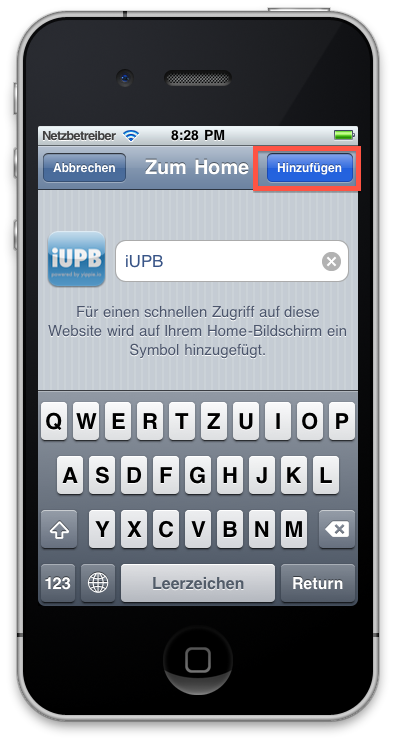 Netzbetreiber 8:28 PM
Abbrechen Zum Home Hinzufügen
iUPB
powered by yippie.io
iUPB
Für einen schnellen Zugriff auf diese
Website wird auf Ihrem Home-Bildschirm ein
Symbol hinzugefügt.
Q W E R T Z U I O P
A S D F G H J K L
Y X C V B N M
123 Leerzeichen Return